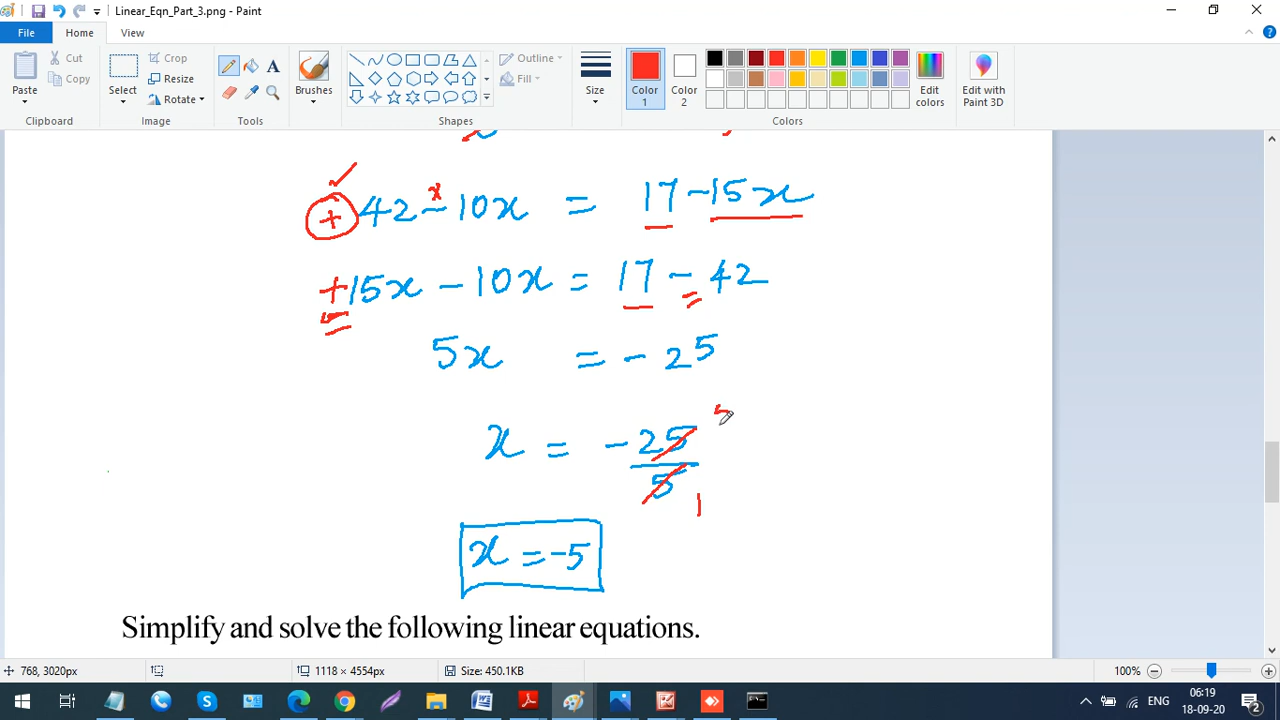 Linear_Eqn_Part_3.png - Paint
File Home View
Paste Cut Copy Clipboard
Select Crop Resize Rotate Image
Tools
Brushes
Shapes Outline Fill
Size
Color 1
Color 2
Edit colors
Colors
Edit with Paint 3D
+ 42 - 10x = 17 - 15x
x
+15x - 10x = 17 - 42
5x = - 25
x = -25/5
5
1
x = -5
Simplify and solve the following linear equations.
768, 3020px 1118 × 4554px Size: 450.1KB 100%
ENG 06:19 18-09-20 2